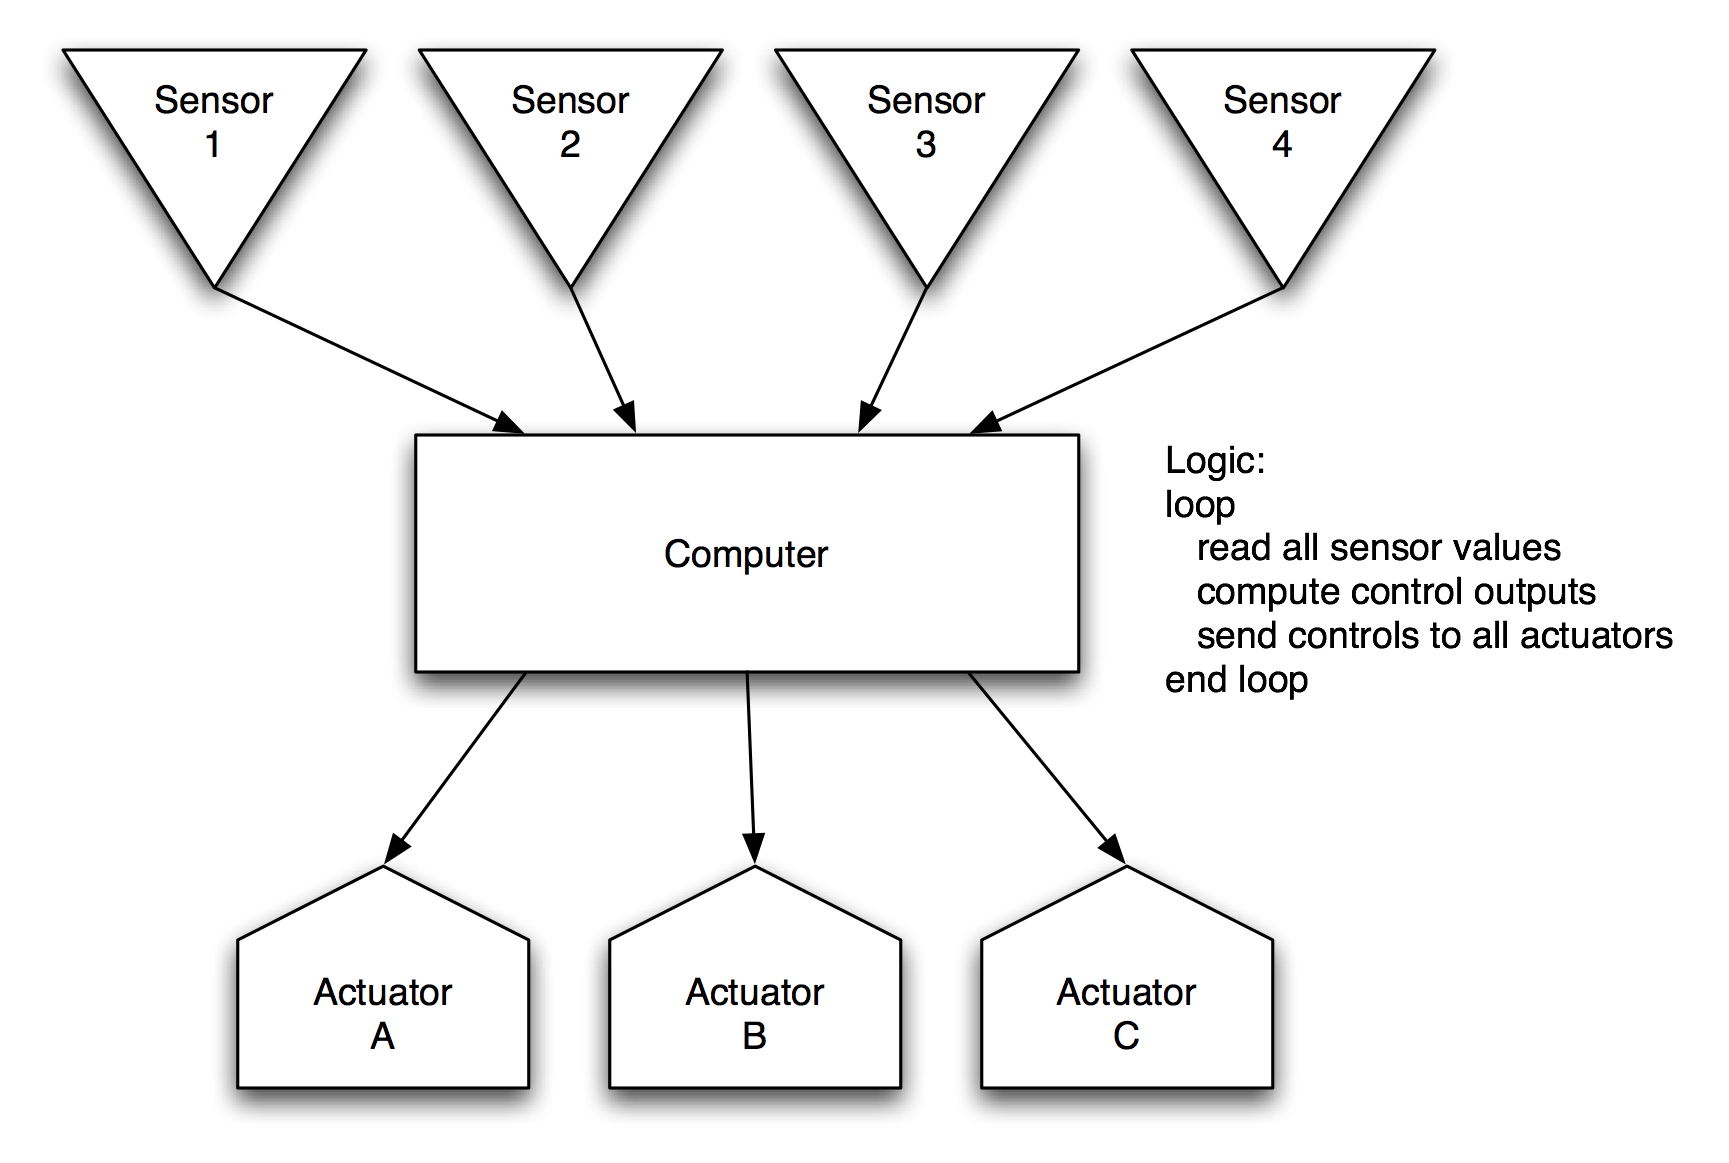 Sensor
1
Sensor
2
Sensor
3
Sensor
4
Computer
Logic:
loop
read all sensor values
compute control outputs
send controls to all actuators
end loop
Actuator
A
Actuator
B
Actuator
C